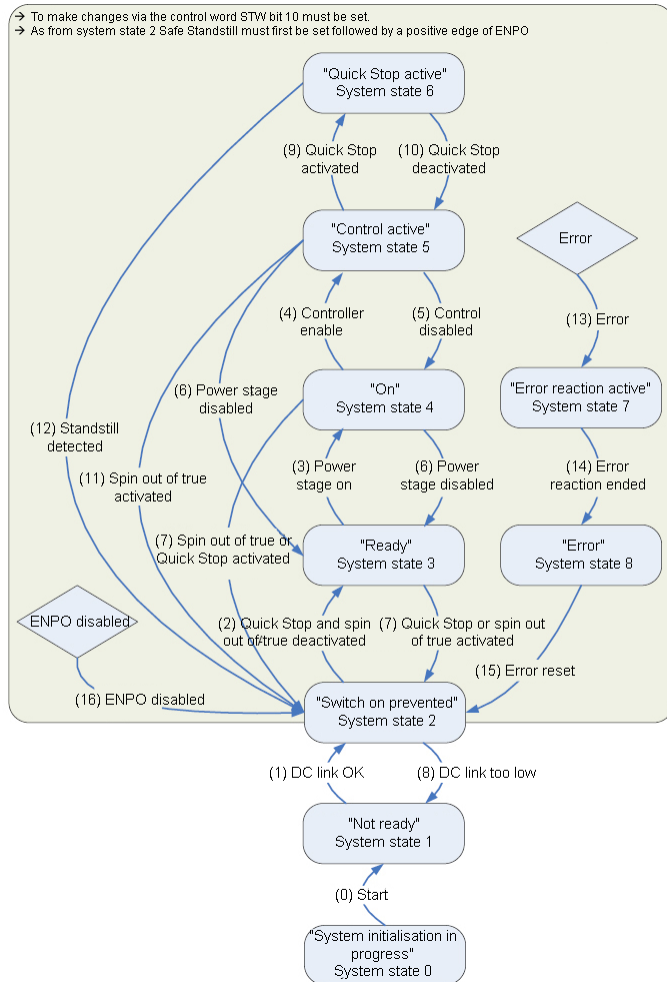 → To make changes via the control word STW bit 10 must be set.
→ As from system state 2 Safe Standstill must first be set followed by a positive edge of ENPO
"Quick Stop active"
System state 6
(9) Quick Stop
activated
(10) Quick Stop
deactivated
"Control active"
System state 5
Error
(4) Controller
enable
(5) Control
disabled
(13) Error
(6) Power stage
disabled
"On"
System state 4
"Error reaction active"
System state 7
(12) Standstill
detected
(11) Spin out of true
activated
(3) Power
stage on
(6) Power
stage disabled
(14) Error
reaction ended
(7) Spin out of true or
Quick Stop activated
"Ready"
System state 3
"Error"
System state 8
ENPO disabled
(2) Quick Stop and spin
out of true deactivated
(7) Quick Stop or spin out
of true activated
(15) Error reset
(16) ENPO disabled
"Switch on prevented"
System state 2
(1) DC link OK
(8) DC link too low
"Not ready"
System state 1
(0) Start
"System initialisation in
progress"
System state 0